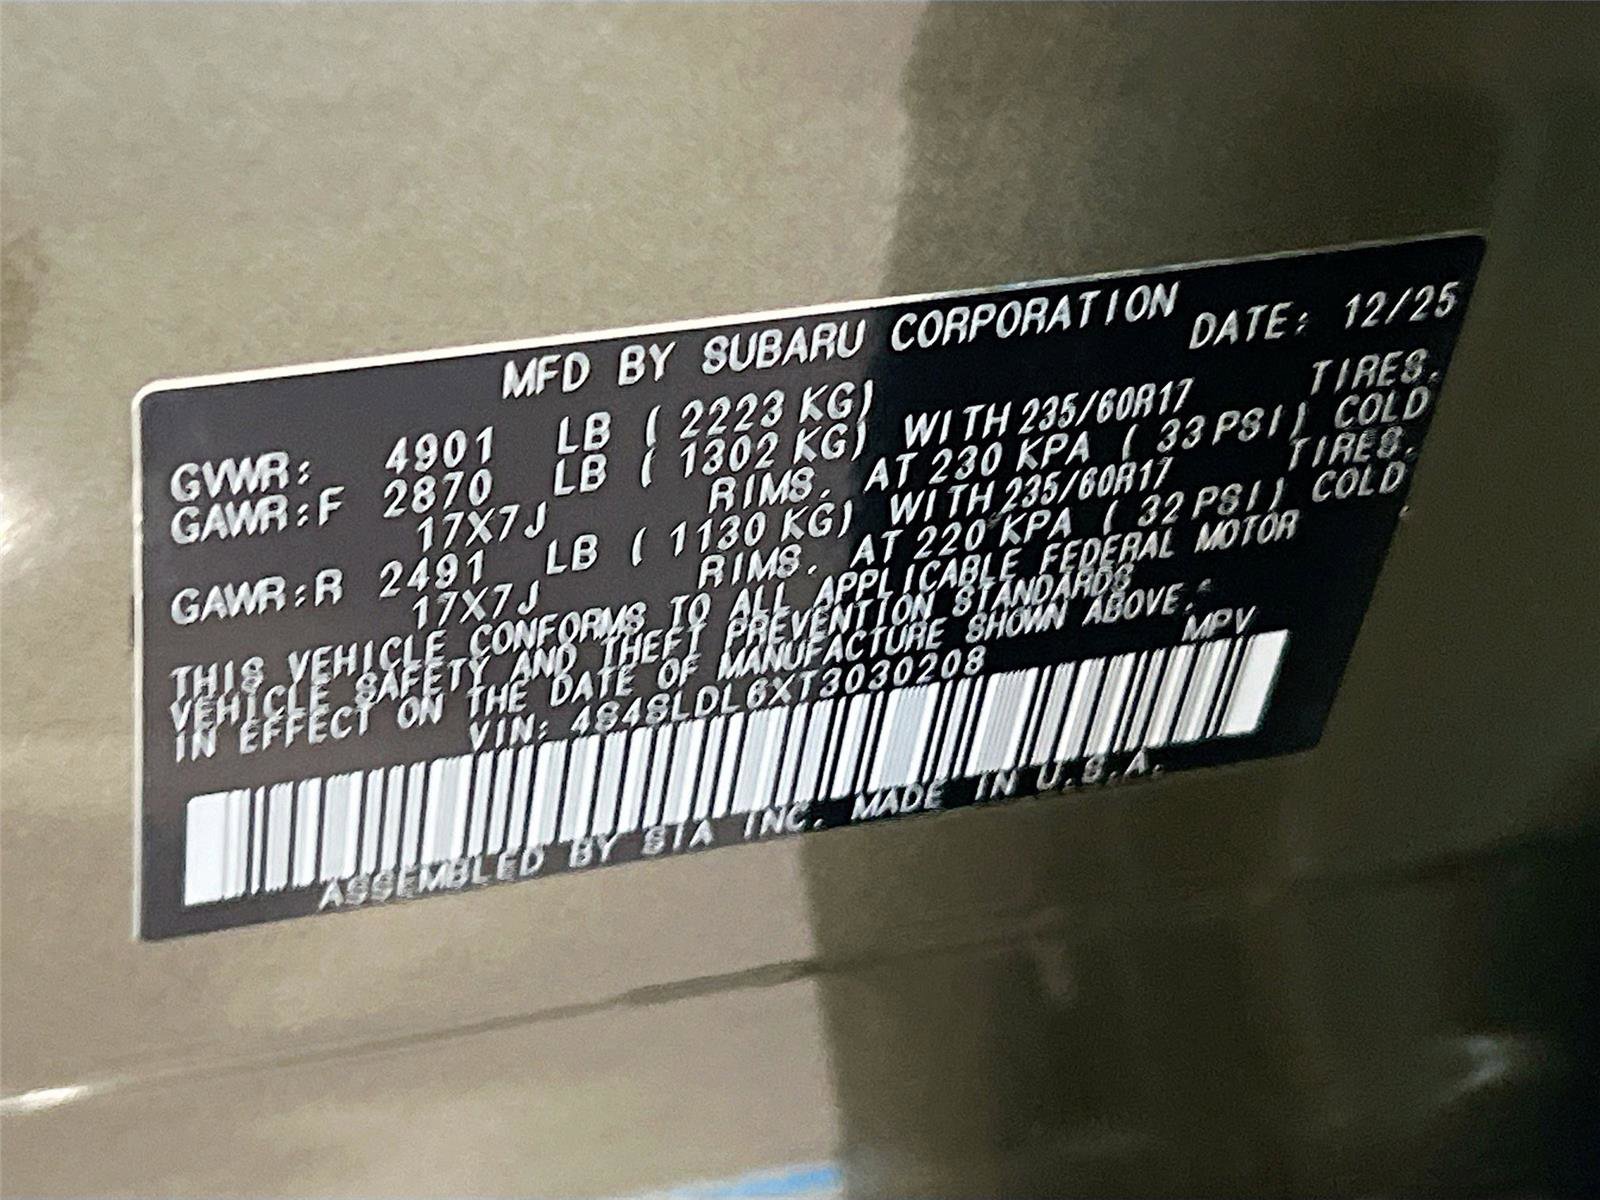 MFD BY SUBARU CORPORATION DATE: 12/25
GVWR: 4901 LB ( 2223 KG)
GAWR:F 2870 LB ( 1302 KG) WITH 235/60R17 TIRES.
17X7J RIMS. AT 230 KPA ( 33 PSI) COLD
GAWR:R 2491 LB ( 1130 KG) WITH 235/60R17 TIRES.
17X7J RIMS. AT 220 KPA ( 32 PSI) COLD
THIS VEHICLE CONFORMS TO ALL APPLICABLE FEDERAL MOTOR
VEHICLE SAFETY AND THEFT PREVENTION STANDARDS
IN EFFECT ON THE DATE OF MANUFACTURE SHOWN ABOVE.
VIN: 4S4SLDL6XT3030208 MPV
ASSEMBLED BY SIA INC. MADE IN U.S.A.